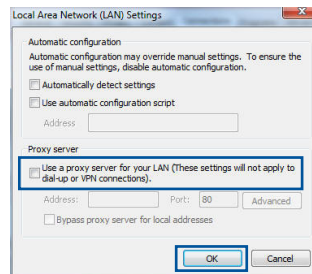 Local Area Network (LAN) Settings
Automatic configuration
Automatic configuration may override manual settings. To ensure the
use of manual settings, disable automatic configuration.
Automatically detect settings
Use automatic configuration script
Address
Proxy server
Use a proxy server for your LAN (These settings will not apply to
dial-up or VPN connections).
Address: Port: 80 Advanced
Bypass proxy server for local addresses
OK Cancel